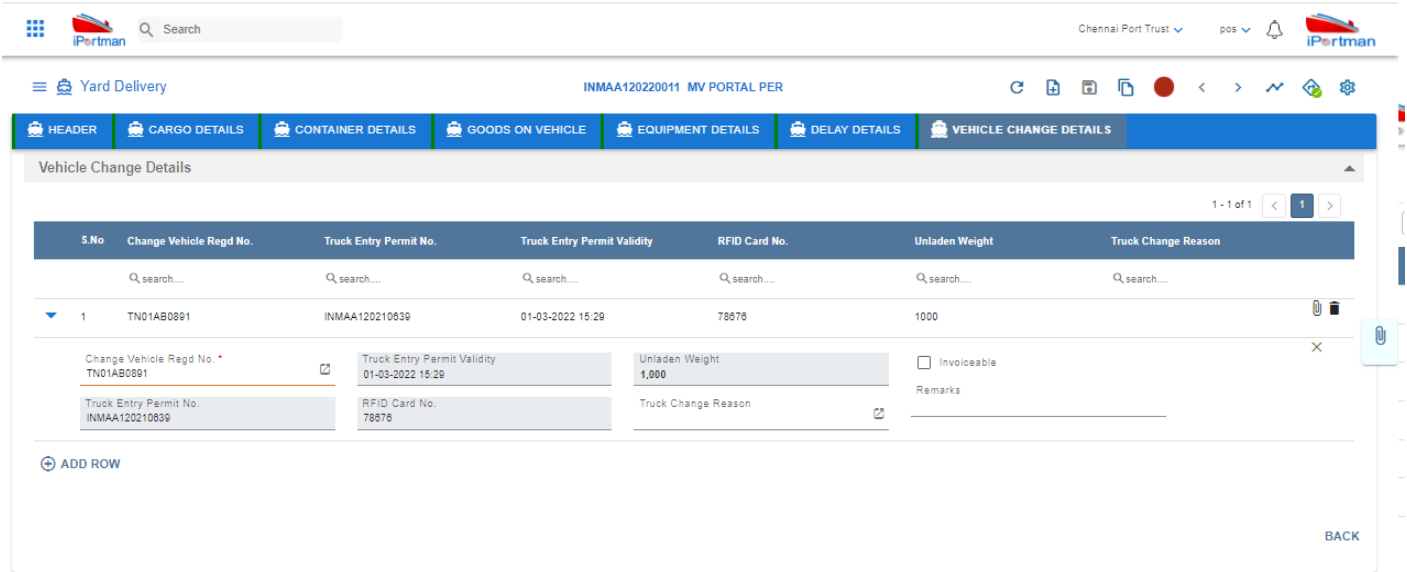 iPortman
Search
Chennai Port Trust
pos
iPortman
Yard Delivery
INMAA120220011 MV PORTAL PER
HEADER
CARGO DETAILS
CONTAINER DETAILS
GOODS ON VEHICLE
EQUIPMENT DETAILS
DELAY DETAILS
VEHICLE CHANGE DETAILS
Vehicle Change Details
1 - 1 of 1 < 1 >
S.No Change Vehicle Regd No. Truck Entry Permit No. Truck Entry Permit Validity RFID Card No. Unladen Weight Truck Change Reason
search.... search.... search.... search.... search.... search....
1 TN01AB0891 INMAA120210639 01-03-2022 15:29 78676 1000
Change Vehicle Regd No. *
TN01AB0891
Truck Entry Permit Validity
01-03-2022 15:29
Unladen Weight
1,000
Invoiceable
Remarks
Truck Entry Permit No.
INMAA120210639
RFID Card No.
78676
Truck Change Reason
ADD ROW
BACK